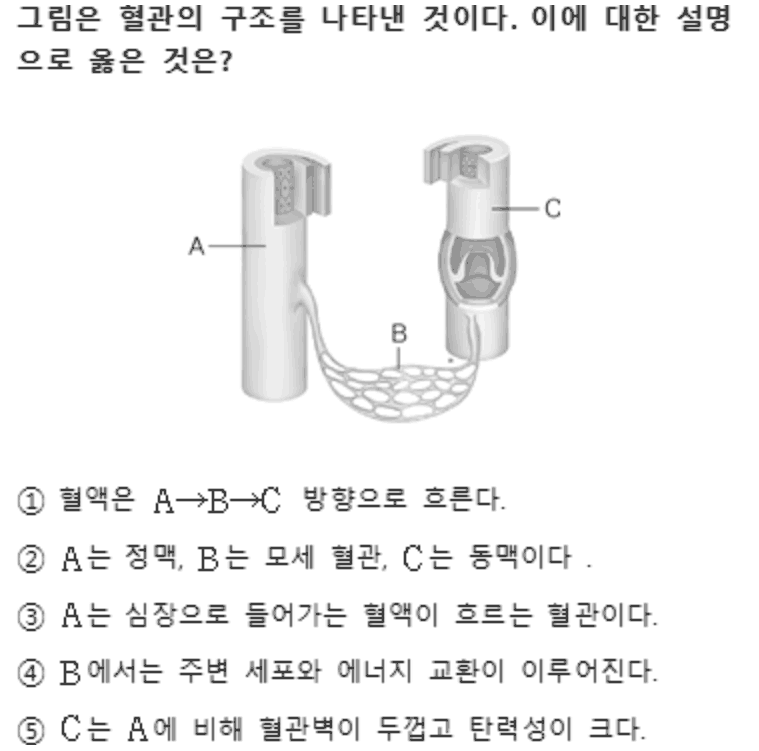 그림은 혈관의 구조를 나타낸 것이다. 이에 대한 설명
으로 옳은 것은?
A
C
B
① 혈액은 A→B→C 방향으로 흐른다.
② A는 정맥, B는 모세 혈관, C는 동맥이다 .
③ A는 심장으로 들어가는 혈액이 흐르는 혈관이다.
④ B에서는 주변 세포와 에너지 교환이 이루어진다.
⑤ C는 A에 비해 혈관벽이 두껍고 탄력성이 크다.